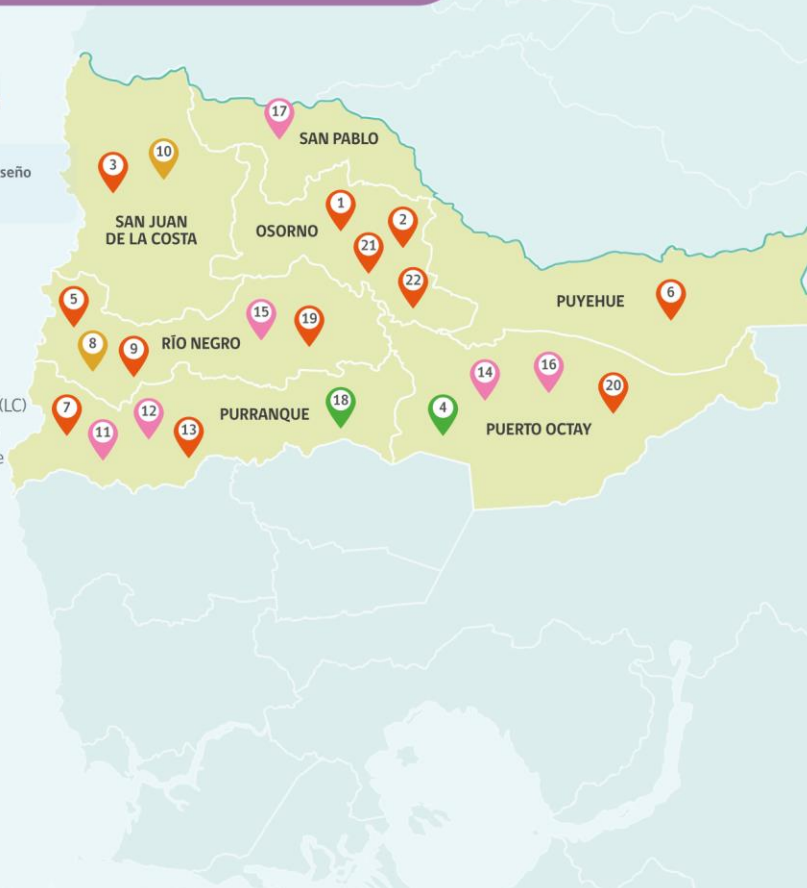 17
SAN PABLO
seño
3
10
SAN JUAN
DE LA COSTA
1
OSORNO
2
21
22
5
15
19
PUYEHUE
6
8
9
RÍO NEGRO
(LC)
7
11
12
13
PURRANQUE
18
4
14
16
20
PUERTO OCTAY
e